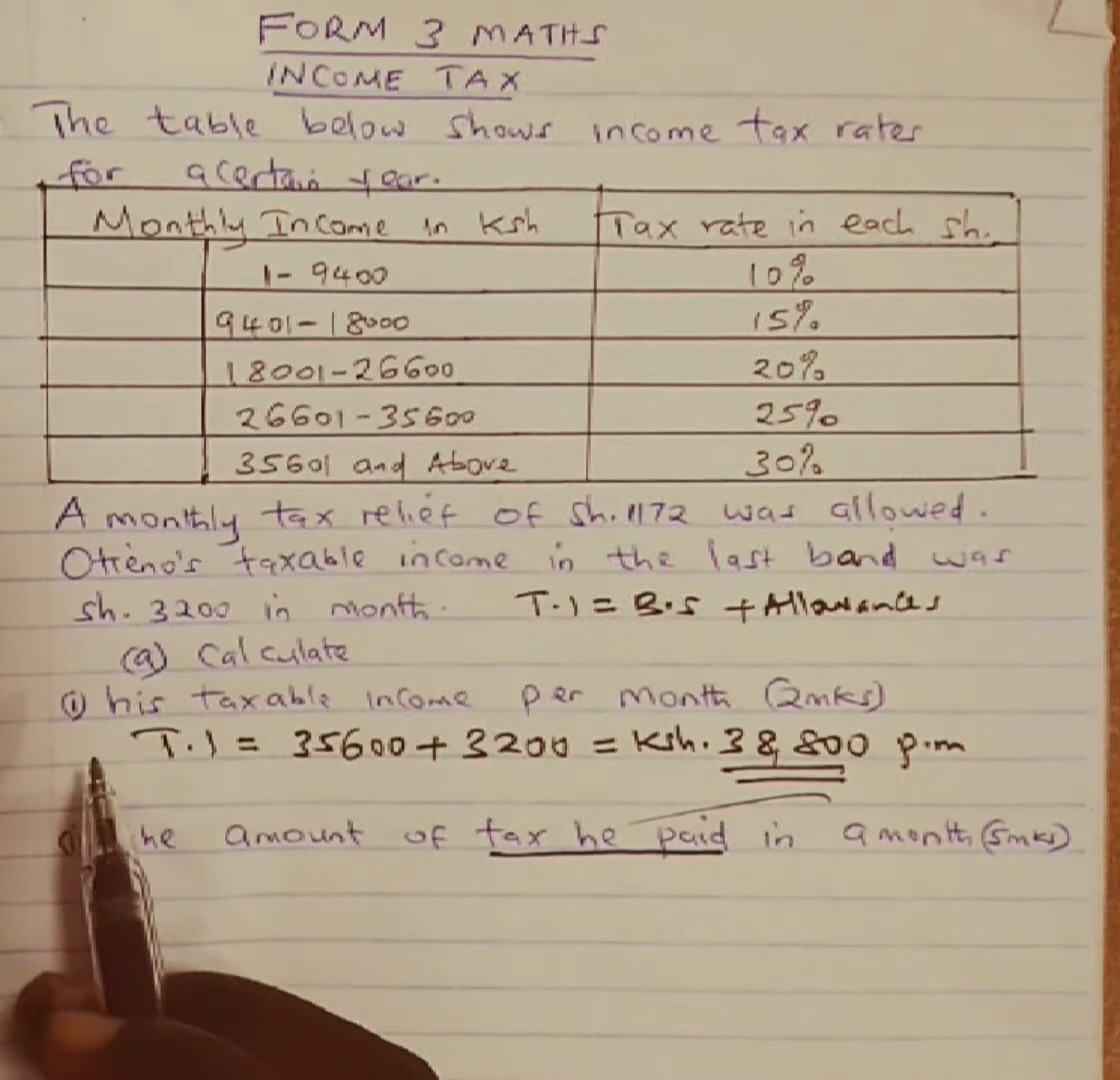 FORM 3 MATHS
INCOME TAX
The table below shows income tax rates
for a certain year.
Monthly Income in Ksh Tax rate in each sh.
1 - 9400 10%
9401 - 18000 15%
18001 - 26600 20%
26601 - 35600 25%
35601 and Above 30%
A monthly tax relief of sh. 1172 was allowed.
Otieno's taxable income in the last band was
sh. 3200 in month. T.I = B.S + Allowances
(a) Calculate
(i) his taxable income per month (2mks)
T.I = 35600 + 3200 = Ksh. 38,800 p.m
amount of tax he paid in a month (5mks)